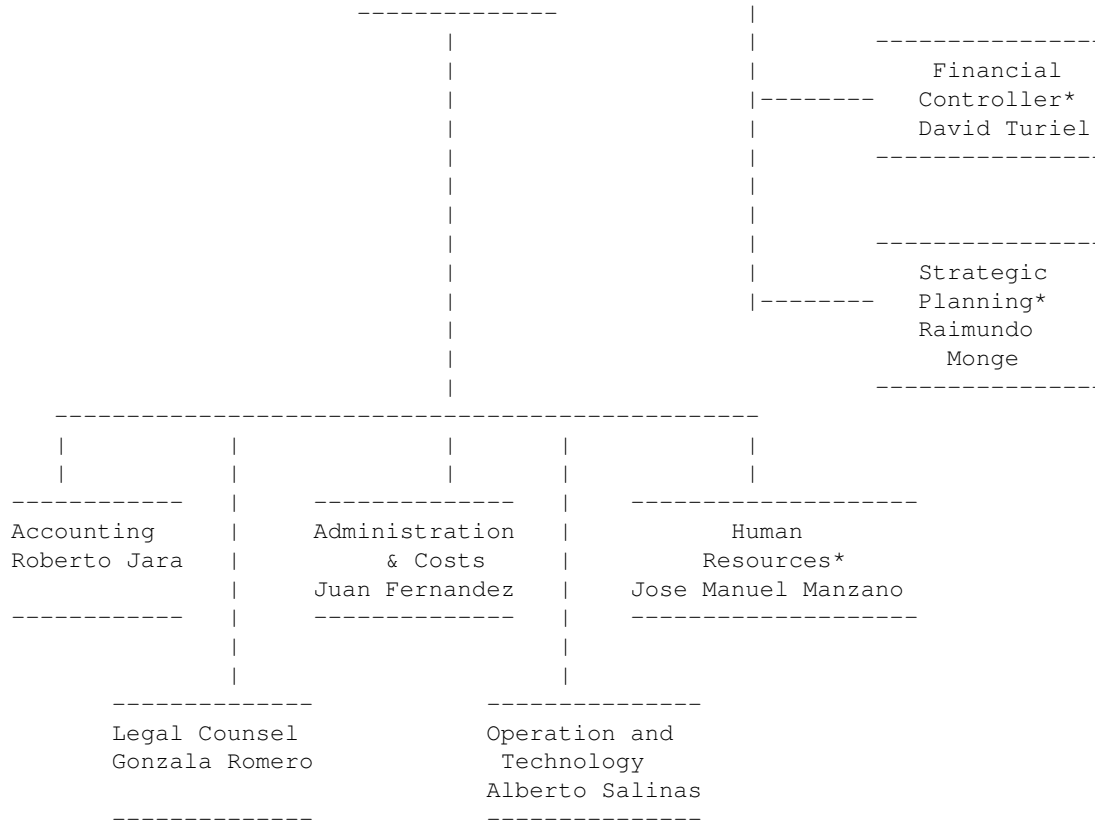 Financial
Controller*
David Turiel
Strategic
Planning*
Raimundo
Monge
Accounting
Roberto Jara
Administration
& Costs
Juan Fernandez
Human
Resources*
Jose Manuel Manzano
Legal Counsel
Gonzala Romero
Operation and
Technology
Alberto Salinas